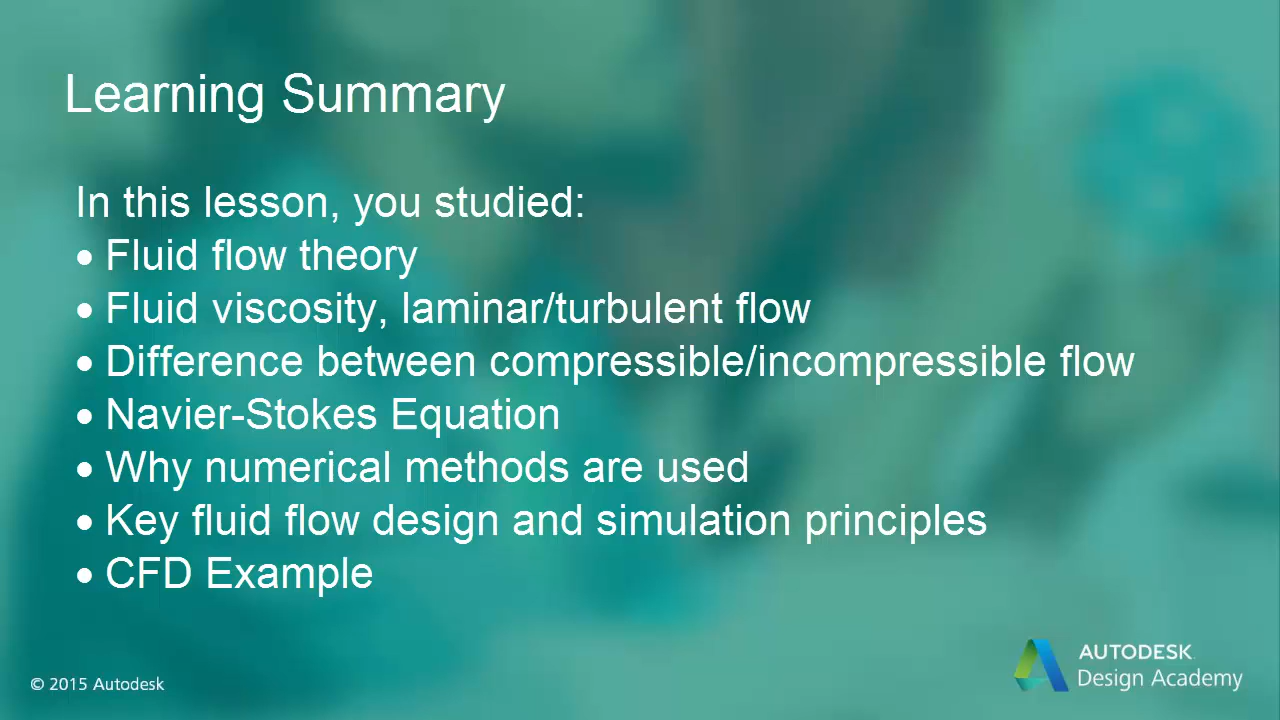 Learning Summary
In this lesson, you studied:
• Fluid flow theory
• Fluid viscosity, laminar/turbulent flow
• Difference between compressible/incompressible flow
• Navier-Stokes Equation
• Why numerical methods are used
• Key fluid flow design and simulation principles
• CFD Example
AUTODESK
Design Academy
© 2015 Autodesk